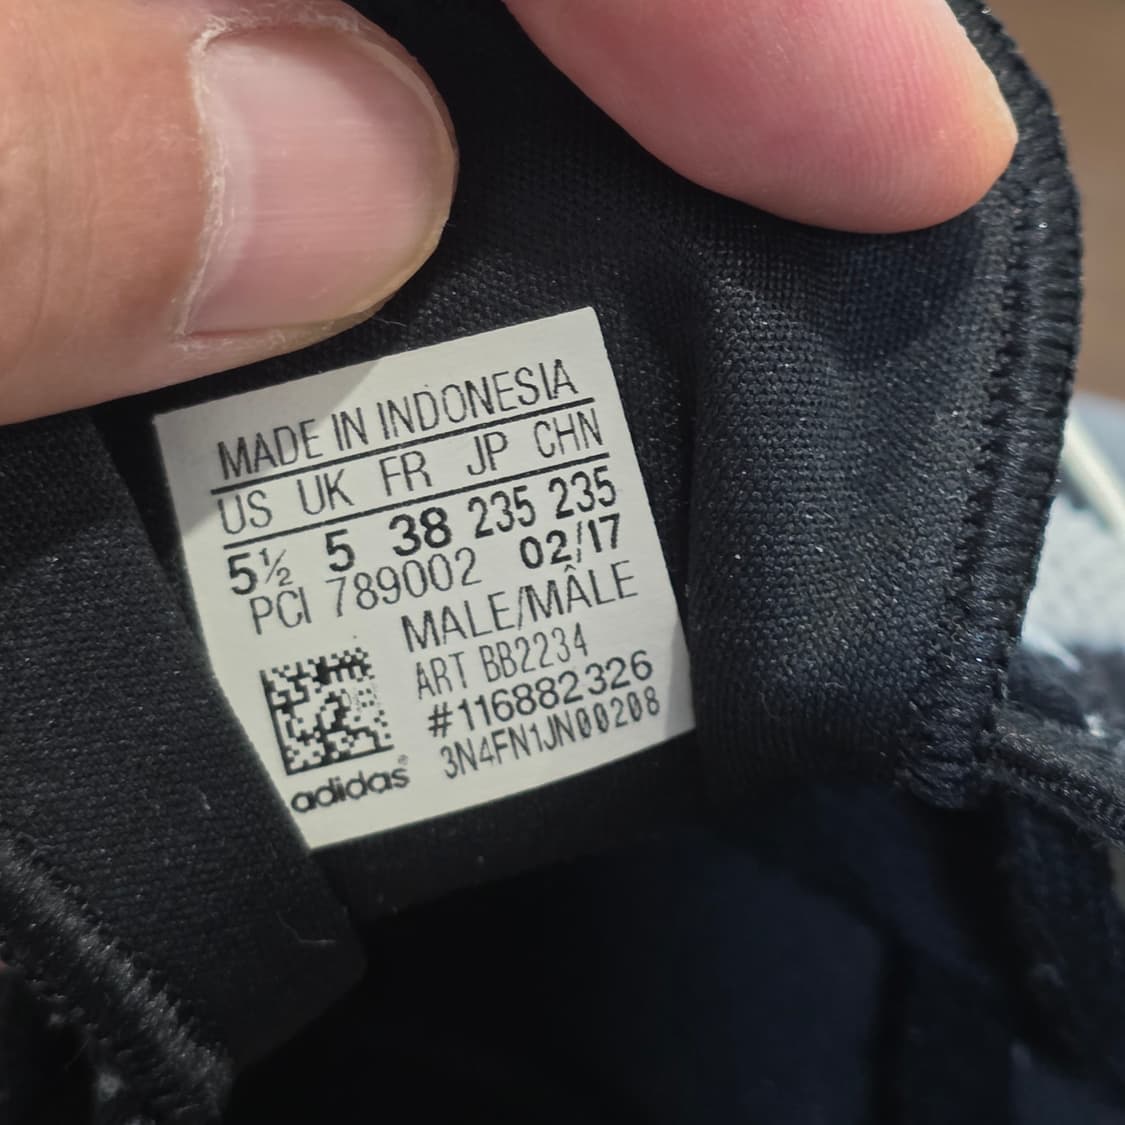 MADE IN INDONESIA
US UK FR JP CHN
5½ 5 38 235 235
PCI 789002 02/17
MALE/MÂLE
ART BB2234
#116882326
3N4FN1JN00208
adidas®